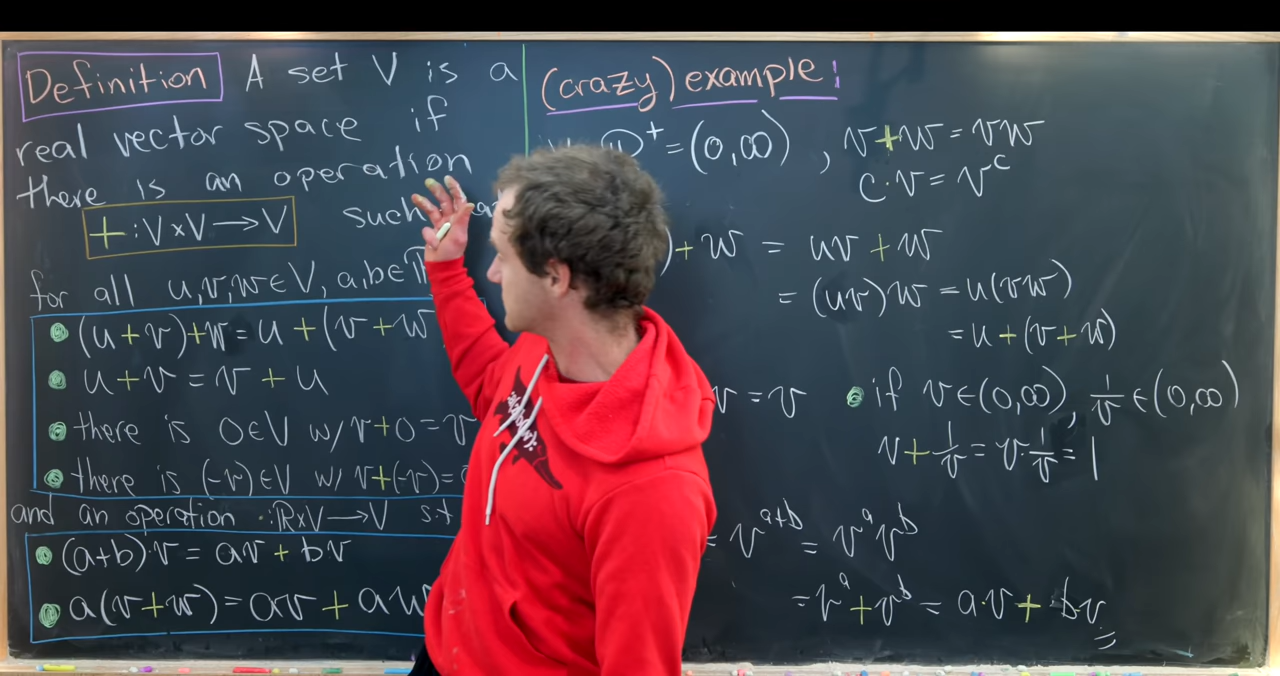 Definition A set V is a
real vector space if
there is an operation
+ : V × V → V such
for all u, v, w ∈ V, a, b ∈
(u + v) + w = u + (v + w
u + v = v + u
there is 0 ∈ V w/ v + 0 = v
there is (-v) ∈ V w/ v + (-v) =
and an operation · : ℝ × V → V s.t
(a+b)·v = av + bv
a(v + w) = av + aw
(crazy) example:
ℝ⁺ = (0,∞) , v + w = vw
c·v = v^c
) + w = uv + w
= (uv)w = u(vw)
= u + (v + w)
v = v
if v ∈ (0,∞), 1/v ∈ (0,∞)
v + 1/v = v · 1/v = 1
= v^{a+b} = v^a v^b
= v^a + v^b = a·v + b·v